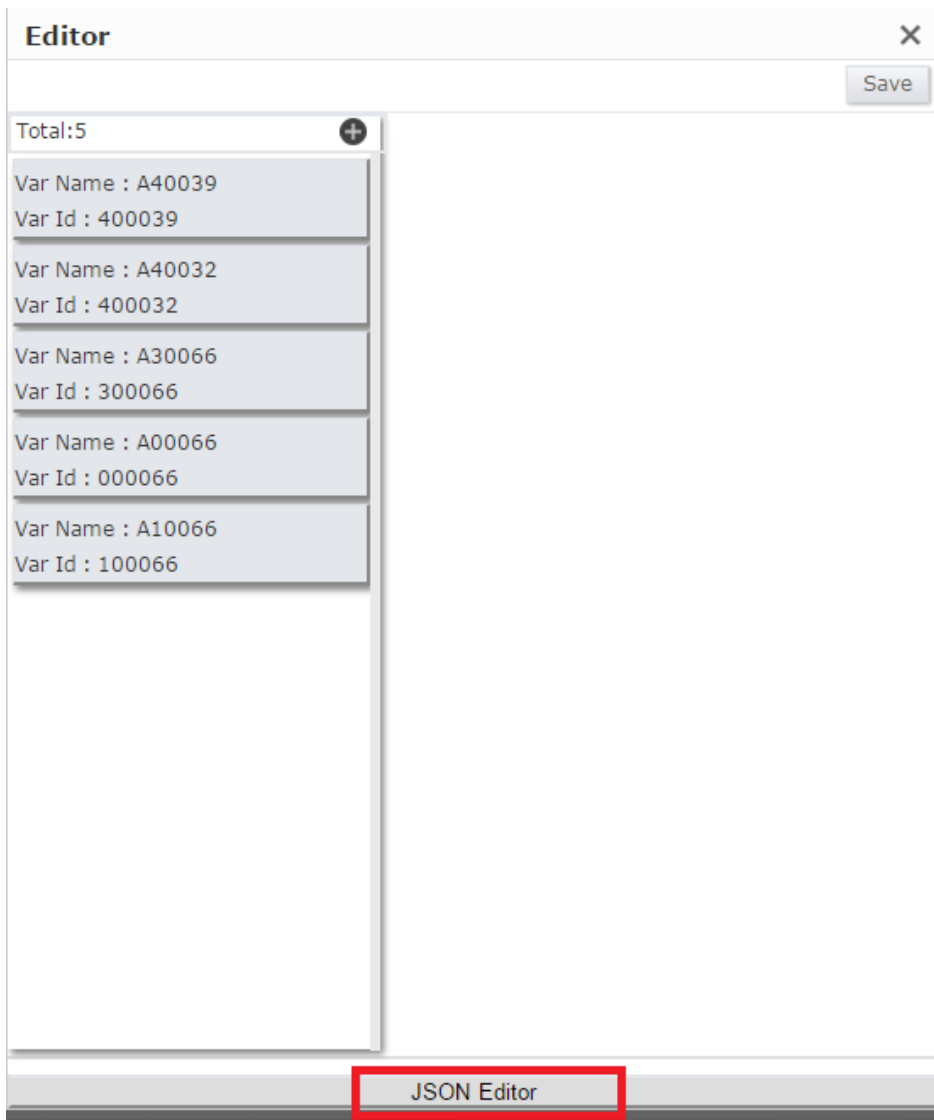 Editor
Save
Total:5
Var Name : A40039
Var Id : 400039
Var Name : A40032
Var Id : 400032
Var Name : A30066
Var Id : 300066
Var Name : A00066
Var Id : 000066
Var Name : A10066
Var Id : 100066
JSON Editor